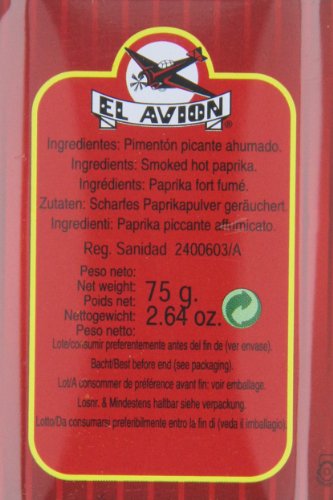 EL AVION ®
Ingredientes: Pimentón picante ahumado.
Ingredients: Smoked hot paprika.
Ingrédients: Paprika fort fumé.
Zutaten: Scharfes Paprikapulver geräuchert.
Ingredienti: Paprika piccante affumicato.
Reg. Sanidad 2400603/A
Peso neto:
Net weight: 75 g.
Poids net:
Nettogewicht: 2.64 oz.
Peso netto:
Lote/consumir preferentemente antes del fin de (ver envase).
Bacht/Best before end (see packaging).
Lot/A consommer de préférence avant fin: voir emballage.
Losnr. & Mindestens haltbar siehe verpackung.
Lotto/Da consumarsi preferibilmente entro la fin di (veda il imballagio).